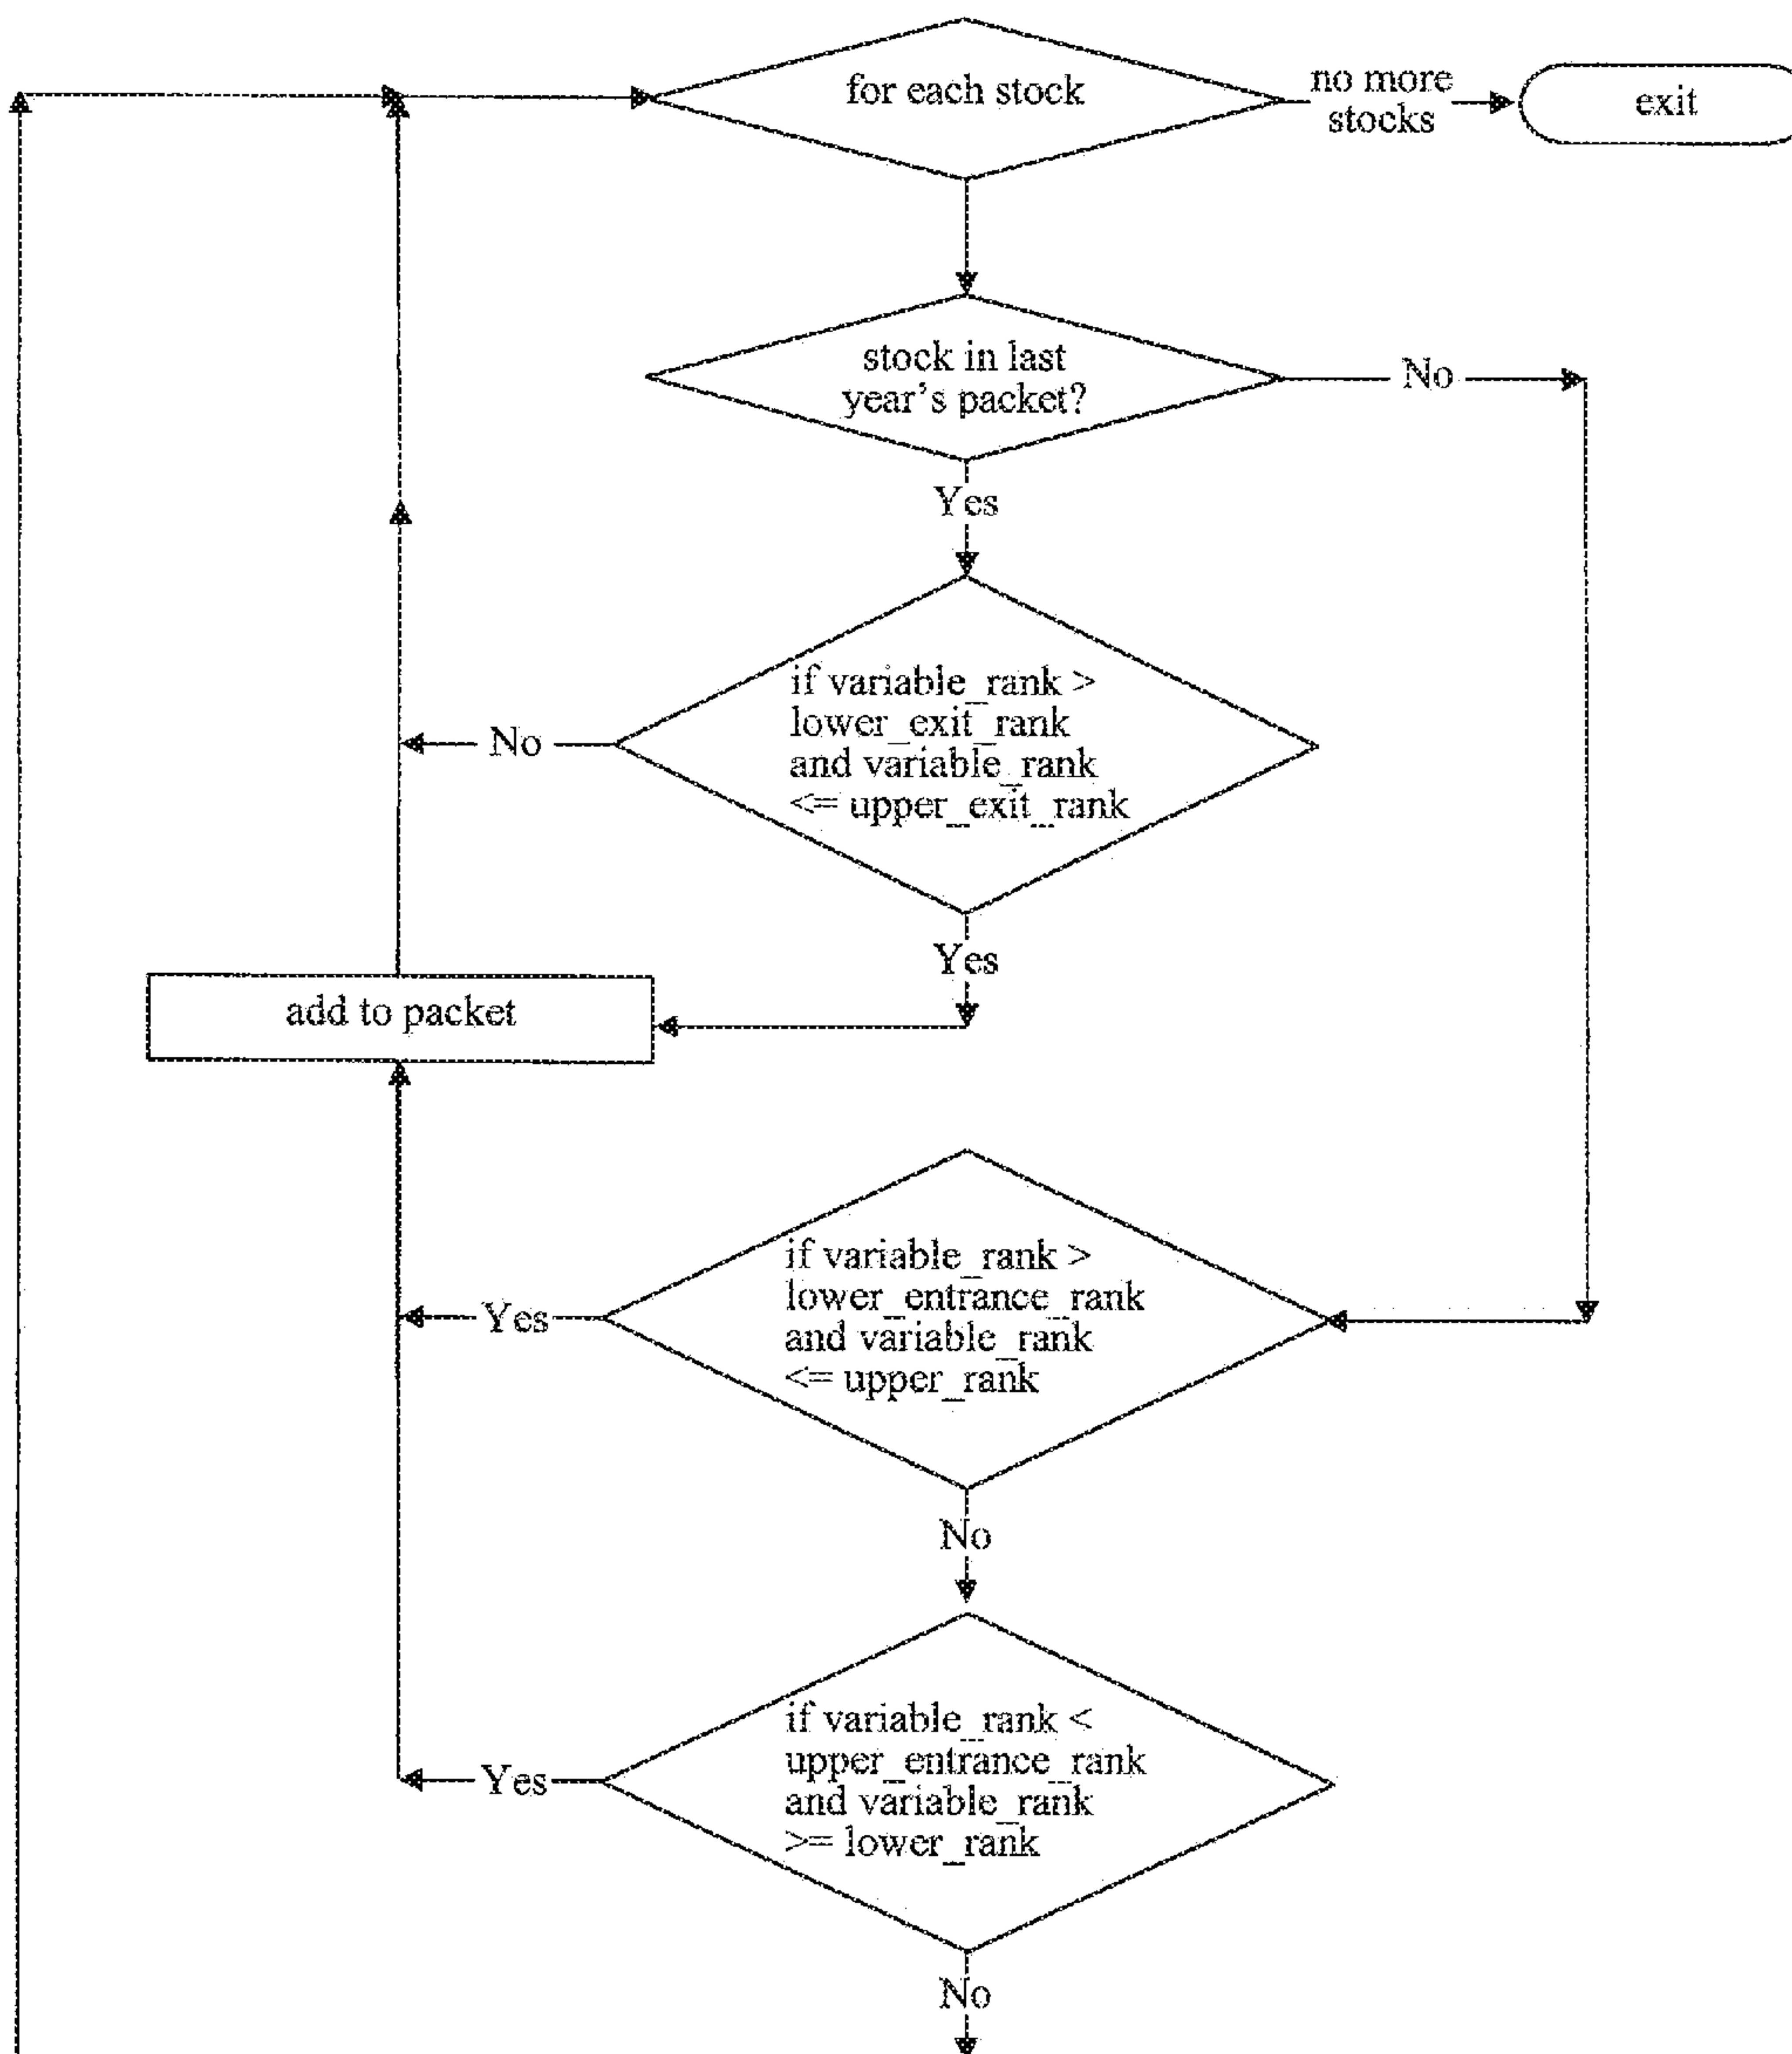 for each stock
no more
stocks
exit
stock in last
year's packet?
No
Yes
if variable_rank >
lower_exit_rank
and variable_rank
<= upper_exit_rank
No
Yes
add to packet
if variable_rank >
lower_entrance_rank
and variable_rank
<= upper_rank
Yes
No
if variable_rank <
upper_entrance_rank
and variable_rank
>= lower_rank
Yes
No